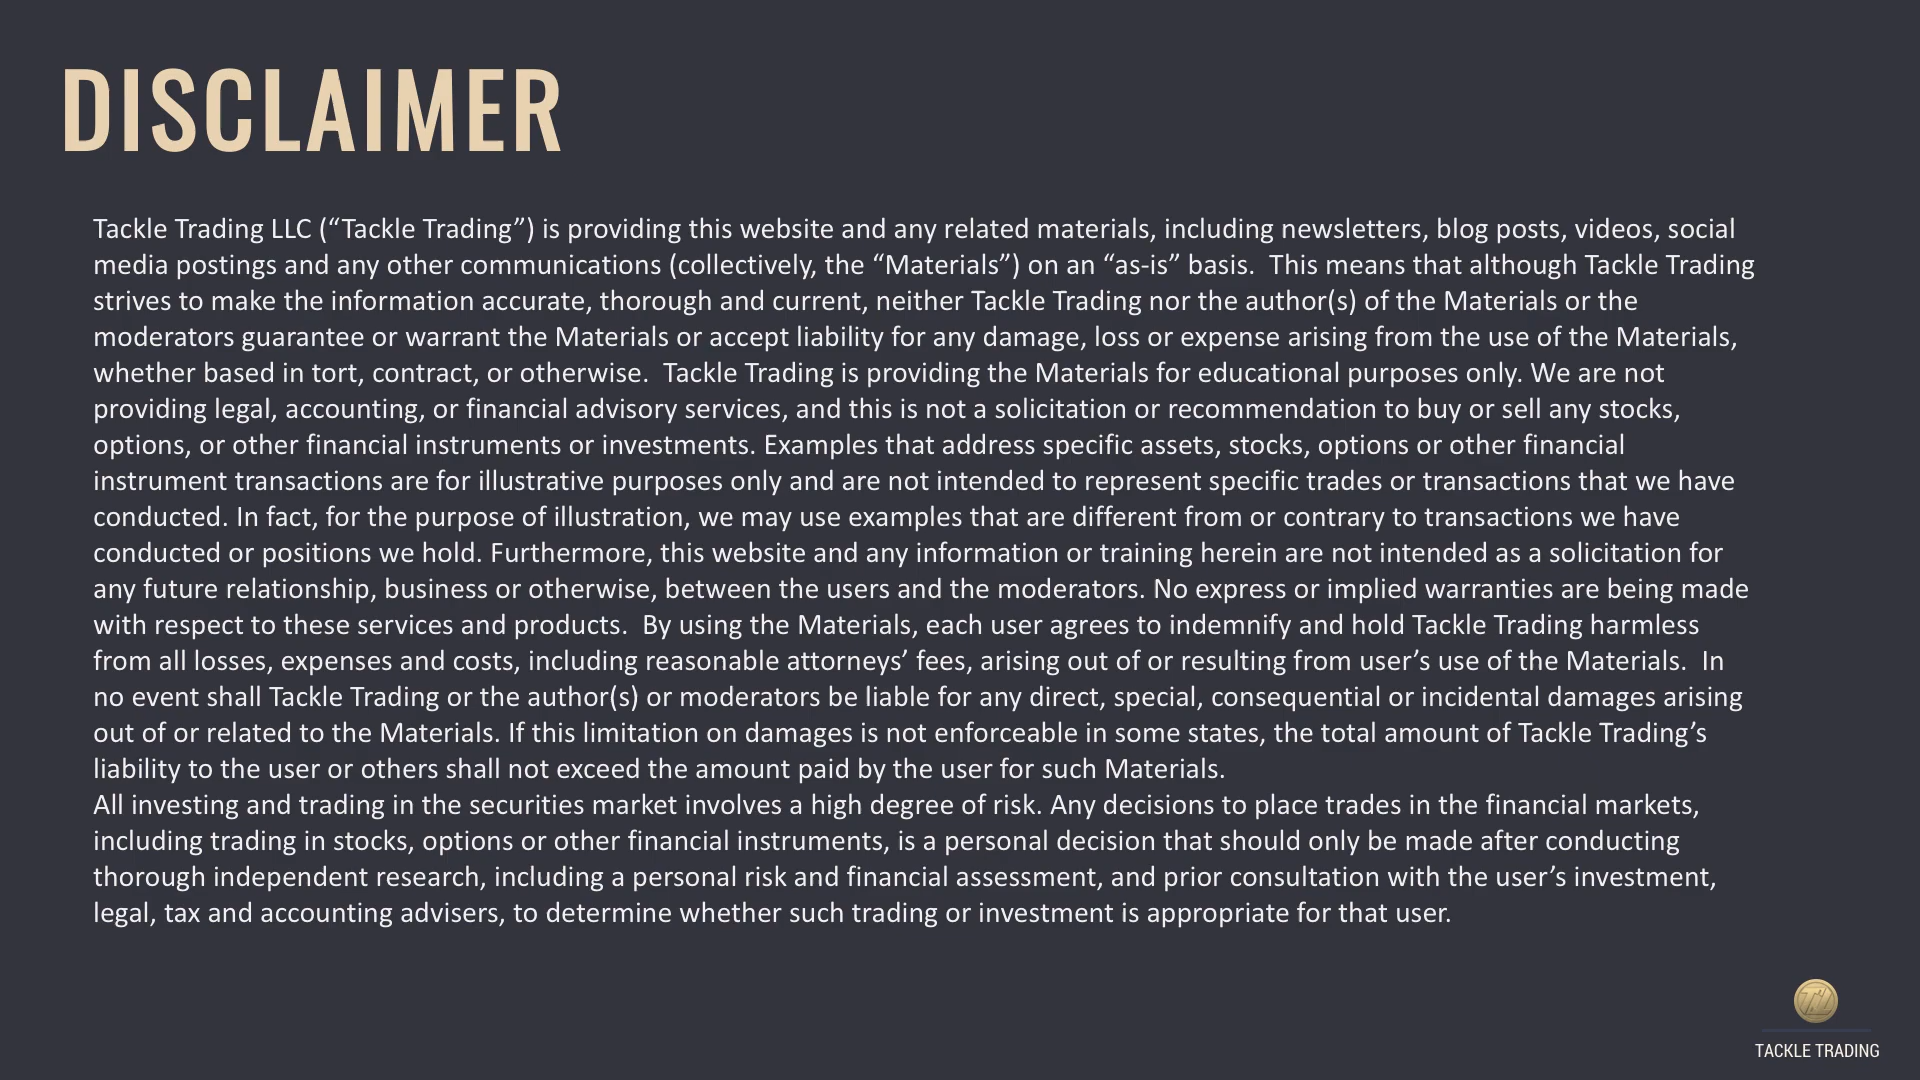 DISCLAIMER
Tackle Trading LLC (“Tackle Trading”) is providing this website and any related materials, including newsletters, blog posts, videos, social
media postings and any other communications (collectively, the “Materials”) on an “as-is” basis.  This means that although Tackle Trading
strives to make the information accurate, thorough and current, neither Tackle Trading nor the author(s) of the Materials or the
moderators guarantee or warrant the Materials or accept liability for any damage, loss or expense arising from the use of the Materials,
whether based in tort, contract, or otherwise.  Tackle Trading is providing the Materials for educational purposes only. We are not
providing legal, accounting, or financial advisory services, and this is not a solicitation or recommendation to buy or sell any stocks,
options, or other financial instruments or investments. Examples that address specific assets, stocks, options or other financial
instrument transactions are for illustrative purposes only and are not intended to represent specific trades or transactions that we have
conducted. In fact, for the purpose of illustration, we may use examples that are different from or contrary to transactions we have
conducted or positions we hold. Furthermore, this website and any information or training herein are not intended as a solicitation for
any future relationship, business or otherwise, between the users and the moderators. No express or implied warranties are being made
with respect to these services and products.  By using the Materials, each user agrees to indemnify and hold Tackle Trading harmless
from all losses, expenses and costs, including reasonable attorneys’ fees, arising out of or resulting from user’s use of the Materials.  In
no event shall Tackle Trading or the author(s) or moderators be liable for any direct, special, consequential or incidental damages arising
out of or related to the Materials. If this limitation on damages is not enforceable in some states, the total amount of Tackle Trading’s
liability to the user or others shall not exceed the amount paid by the user for such Materials.
All investing and trading in the securities market involves a high degree of risk. Any decisions to place trades in the financial markets,
including trading in stocks, options or other financial instruments, is a personal decision that should only be made after conducting
thorough independent research, including a personal risk and financial assessment, and prior consultation with the user’s investment,
legal, tax and accounting advisers, to determine whether such trading or investment is appropriate for that user.
TACKLE TRADING